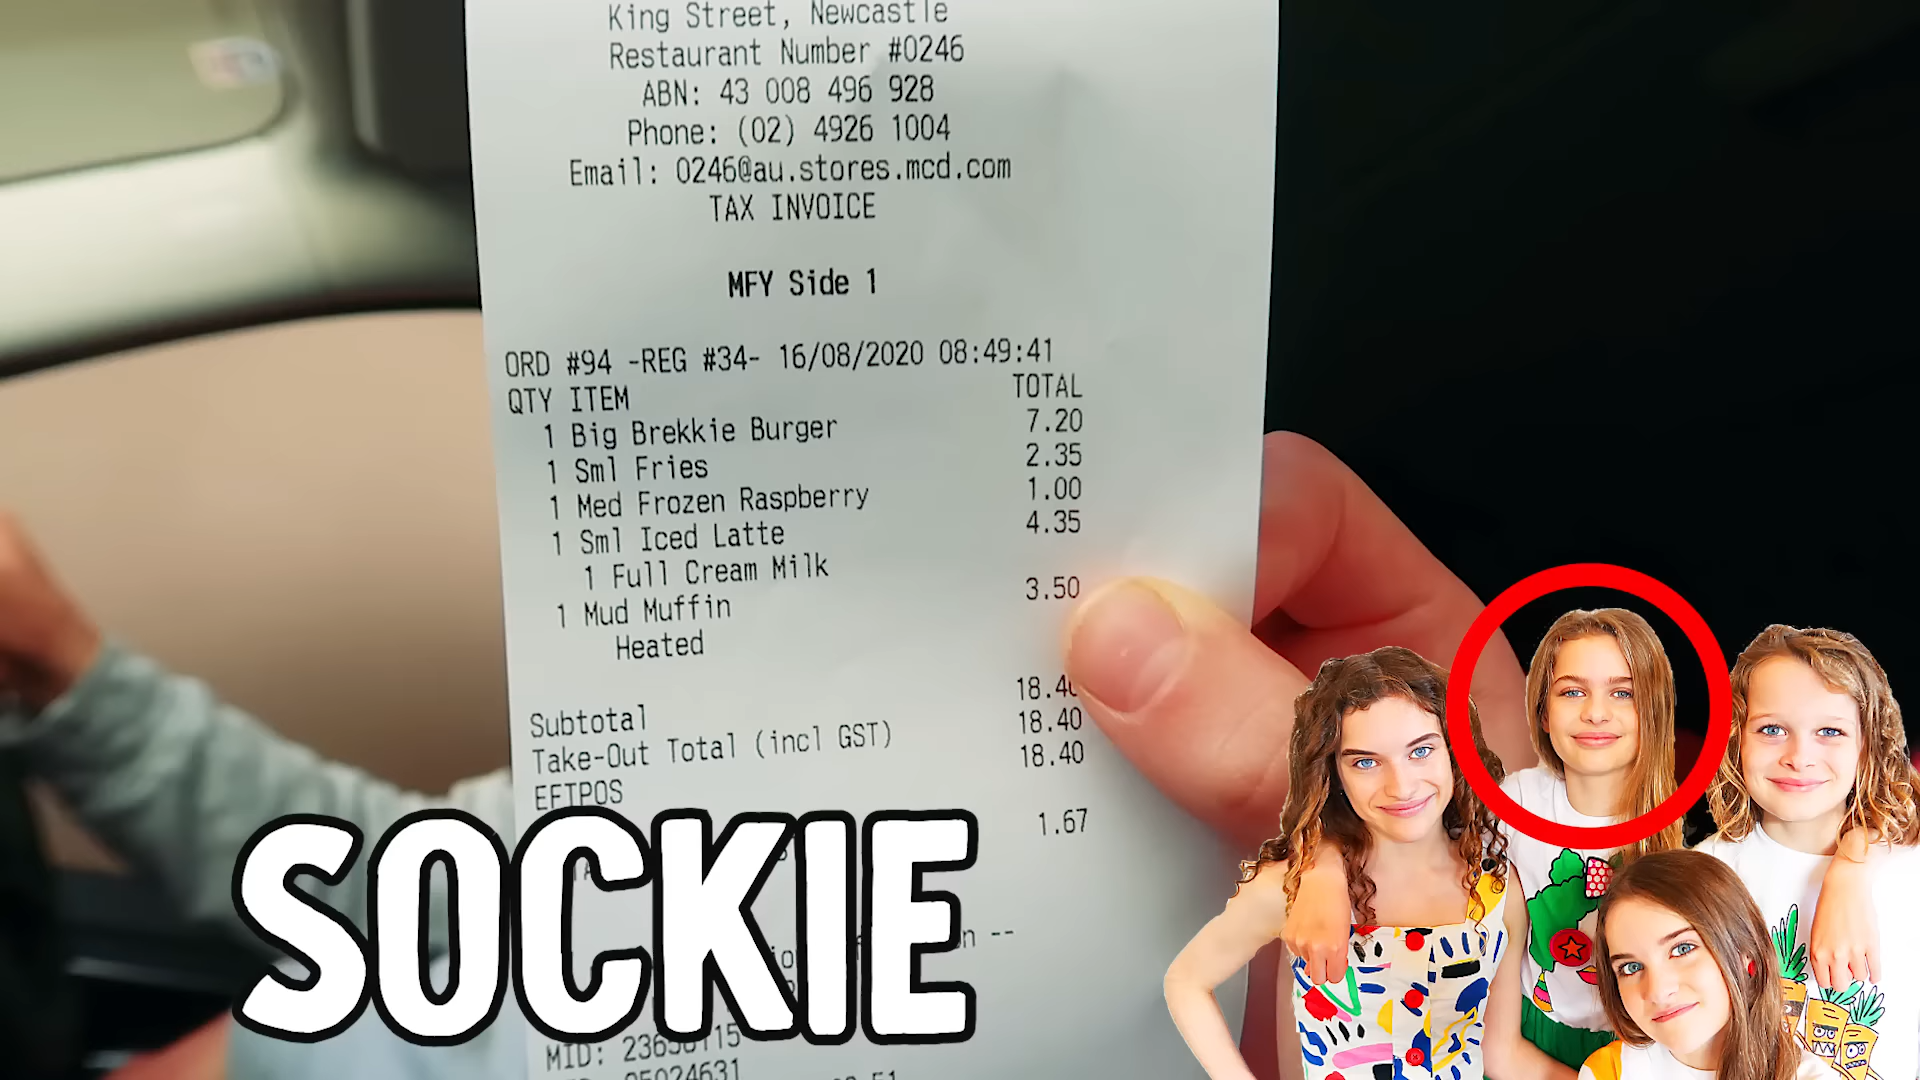 King Street, Newcastle
Restaurant Number #0246
ABN: 43 008 496 928
Phone: (02) 4926 1004
Email: 0246@au.stores.mcd.com
TAX INVOICE
MFY Side 1
ORD #94 -REG #34- 16/08/2020 08:49:41
QTY ITEM TOTAL
1 Big Brekkie Burger 7.20
1 Sml Fries 2.35
1 Med Frozen Raspberry 1.00
1 Sml Iced Latte 4.35
1 Full Cream Milk
1 Mud Muffin 3.50
Heated
Subtotal 18.40
Take-Out Total (incl GST) 18.40
EFTPOS 18.40
1.67
SOCKIE
MID: